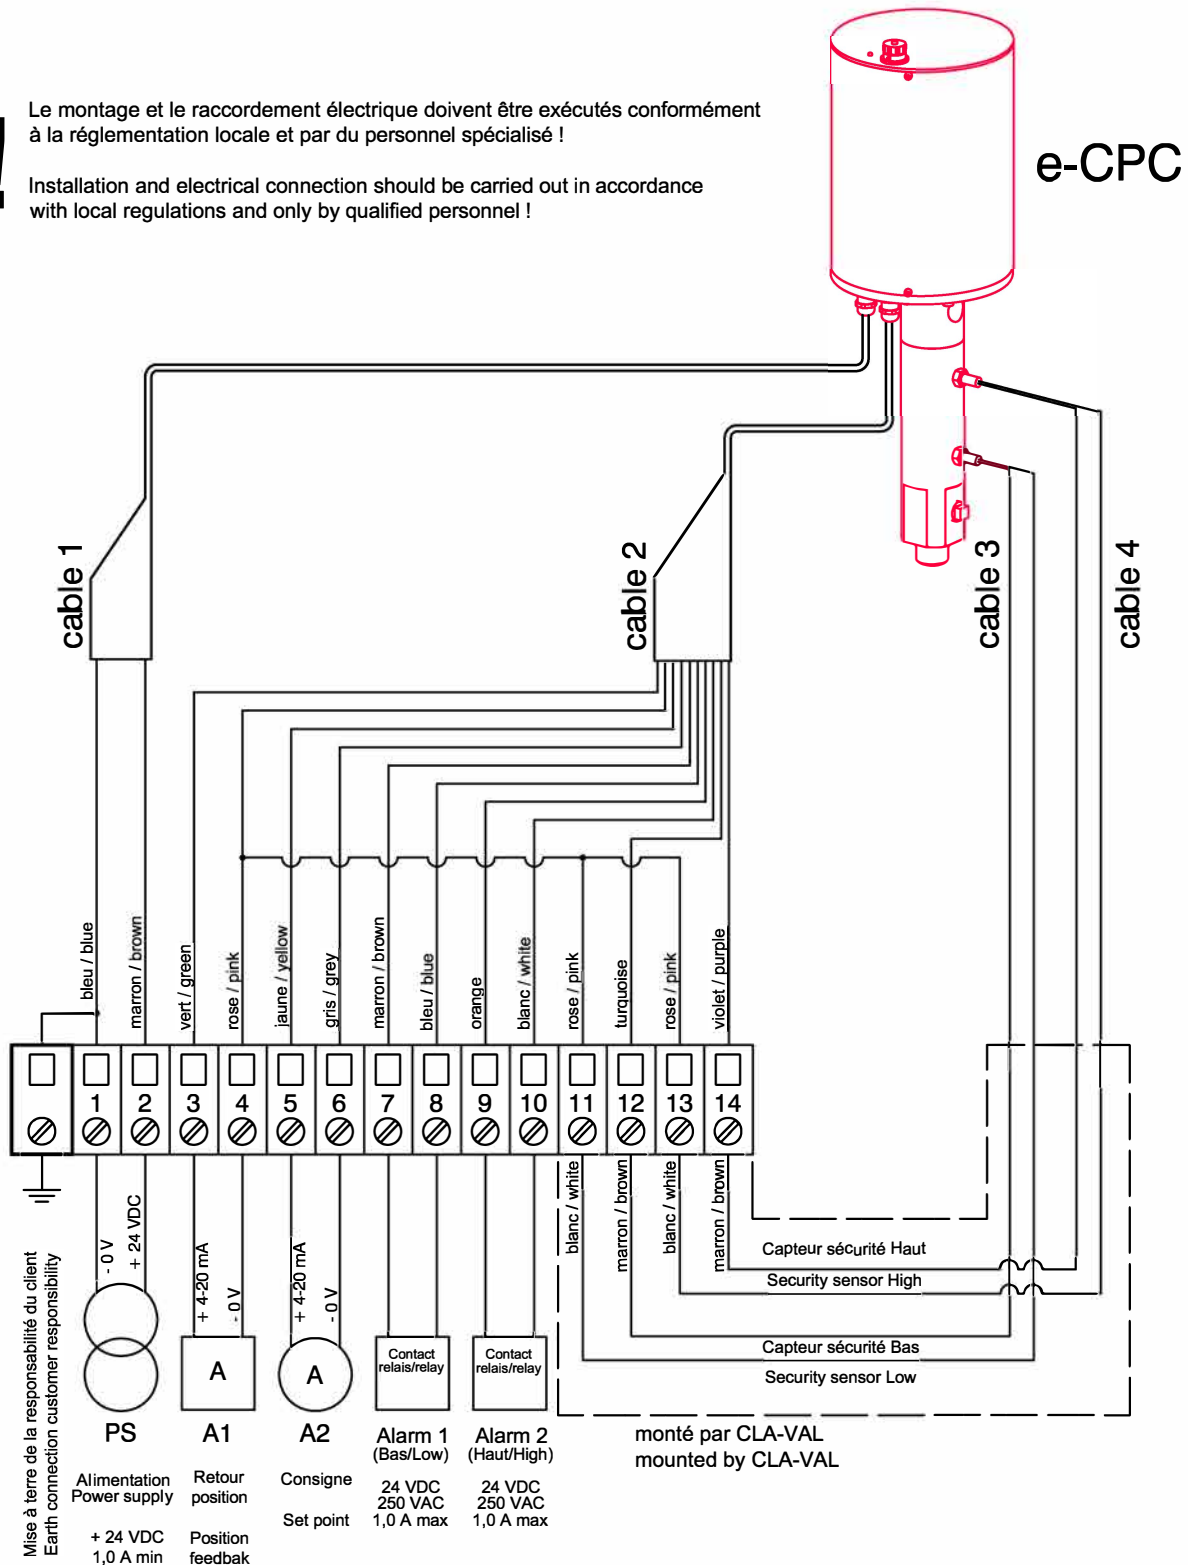 !
Le montage et le raccordement électrique doivent être exécutés conformément
à la réglementation locale et par du personnel spécialisé !
Installation and electrical connection should be carried out in accordance
with local regulations and only by qualified personnel !
e-CPC
cable 1
cable 2
cable 3
cable 4
bleu / blue
marron / brown
vert / green
rose / pink
jaune / yellow
gris / grey
marron / brown
bleu / blue
orange
blanc / white
rose / pink
turquoise
rose / pink
violet / purple
1
2
3
4
5
6
7
8
9
10
11
12
13
14
- 0 V
+ 24 VDC
+ 4-20 mA
- 0 V
+ 4-20 mA
- 0 V
blanc / white
marron / brown
blanc / white
marron / brown
Capteur sécurité Haut
Security sensor High
Capteur sécurité Bas
Security sensor Low
Mise à terre de la responsabilité du client
Earth connection customer responsibility
A
A
Contact
relais/relay
Contact
relais/relay
PS
Alimentation
Power supply
+ 24 VDC
1,0 A min
A1
Retour
position
Position
feedbak
A2
Consigne
Set point
Alarm 1
(Bas/Low)
24 VDC
250 VAC
1,0 A max
Alarm 2
(Haut/High)
24 VDC
250 VAC
1,0 A max
monté par CLA-VAL
mounted by CLA-VAL